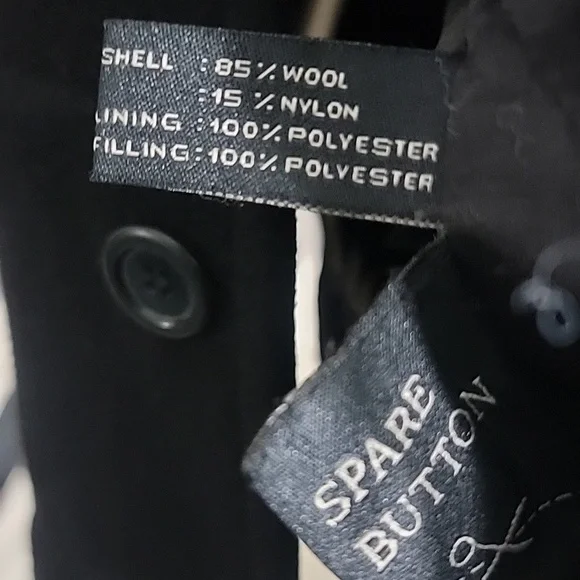 SHELL : 85% WOOL
:15 % NYLON
LINING : 100% POLYESTER
FILLING : 100% POLYESTER
SPARE
BUTTON